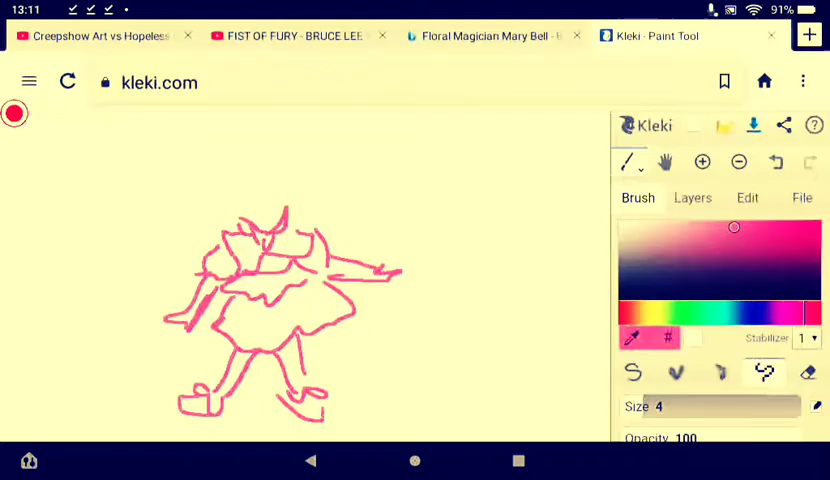 13:11 91%
Creepshow Art vs Hopeless FIST OF FURY - BRUCE LEE Floral Magician Mary Bell - B Kleki - Paint Tool
kleki.com
Kleki
Brush Layers Edit File
# Stabilizer 1
Size 4
Opacity 100